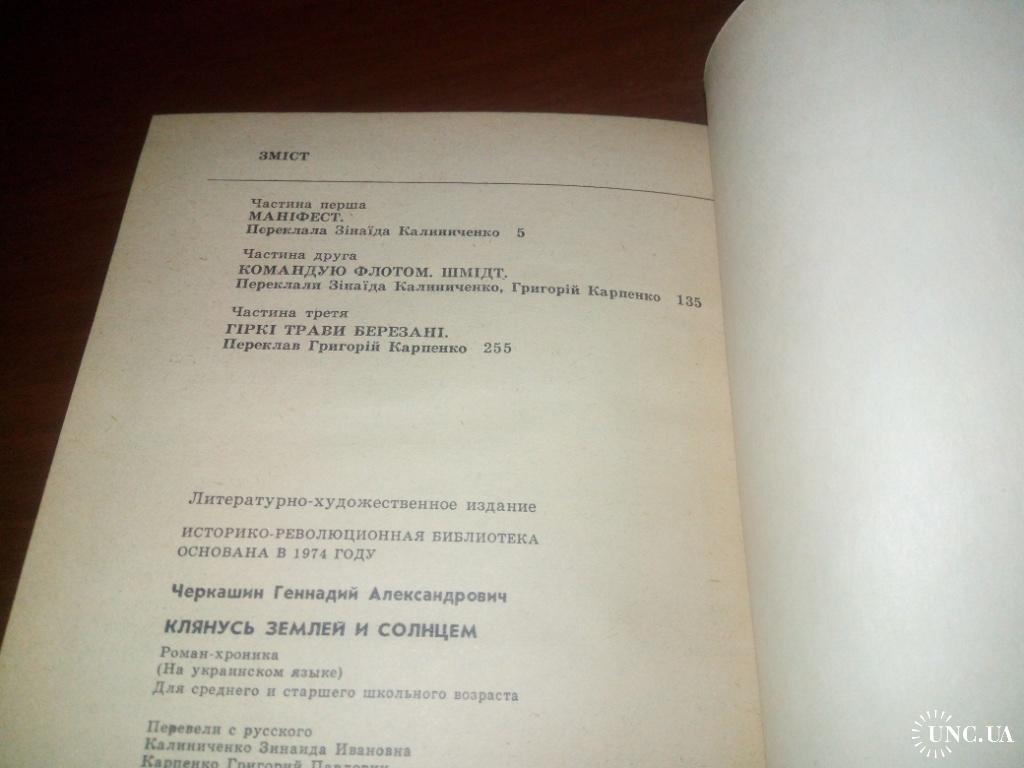 ЗМІСТ
Частина перша
МАНІФЕСТ.
Переклала Зінаїда Калиниченко 5
Частина друга
КОМАНДУЮ ФЛОТОМ. ШМІДТ.
Переклали Зінаїда Калиниченко, Григорій Карпенко 135
Частина третя
ГІРКІ ТРАВИ БЕРЕЗАНІ.
Переклав Григорій Карпенко 255
Литературно-художественное издание
ИСТОРИКО-РЕВОЛЮЦИОННАЯ БИБЛИОТЕКА
ОСНОВАНА В 1974 ГОДУ
Черкашин Геннадий Александрович
КЛЯНУСЬ ЗЕМЛЕЙ И СОЛНЦЕМ
Роман-хроника
(На украинском языке)
Для среднего и старшего школьного возраста
Перевели с русского
Калиниченко Зинаида Ивановна
Карпенко Григорий Павлович
UNC.UA